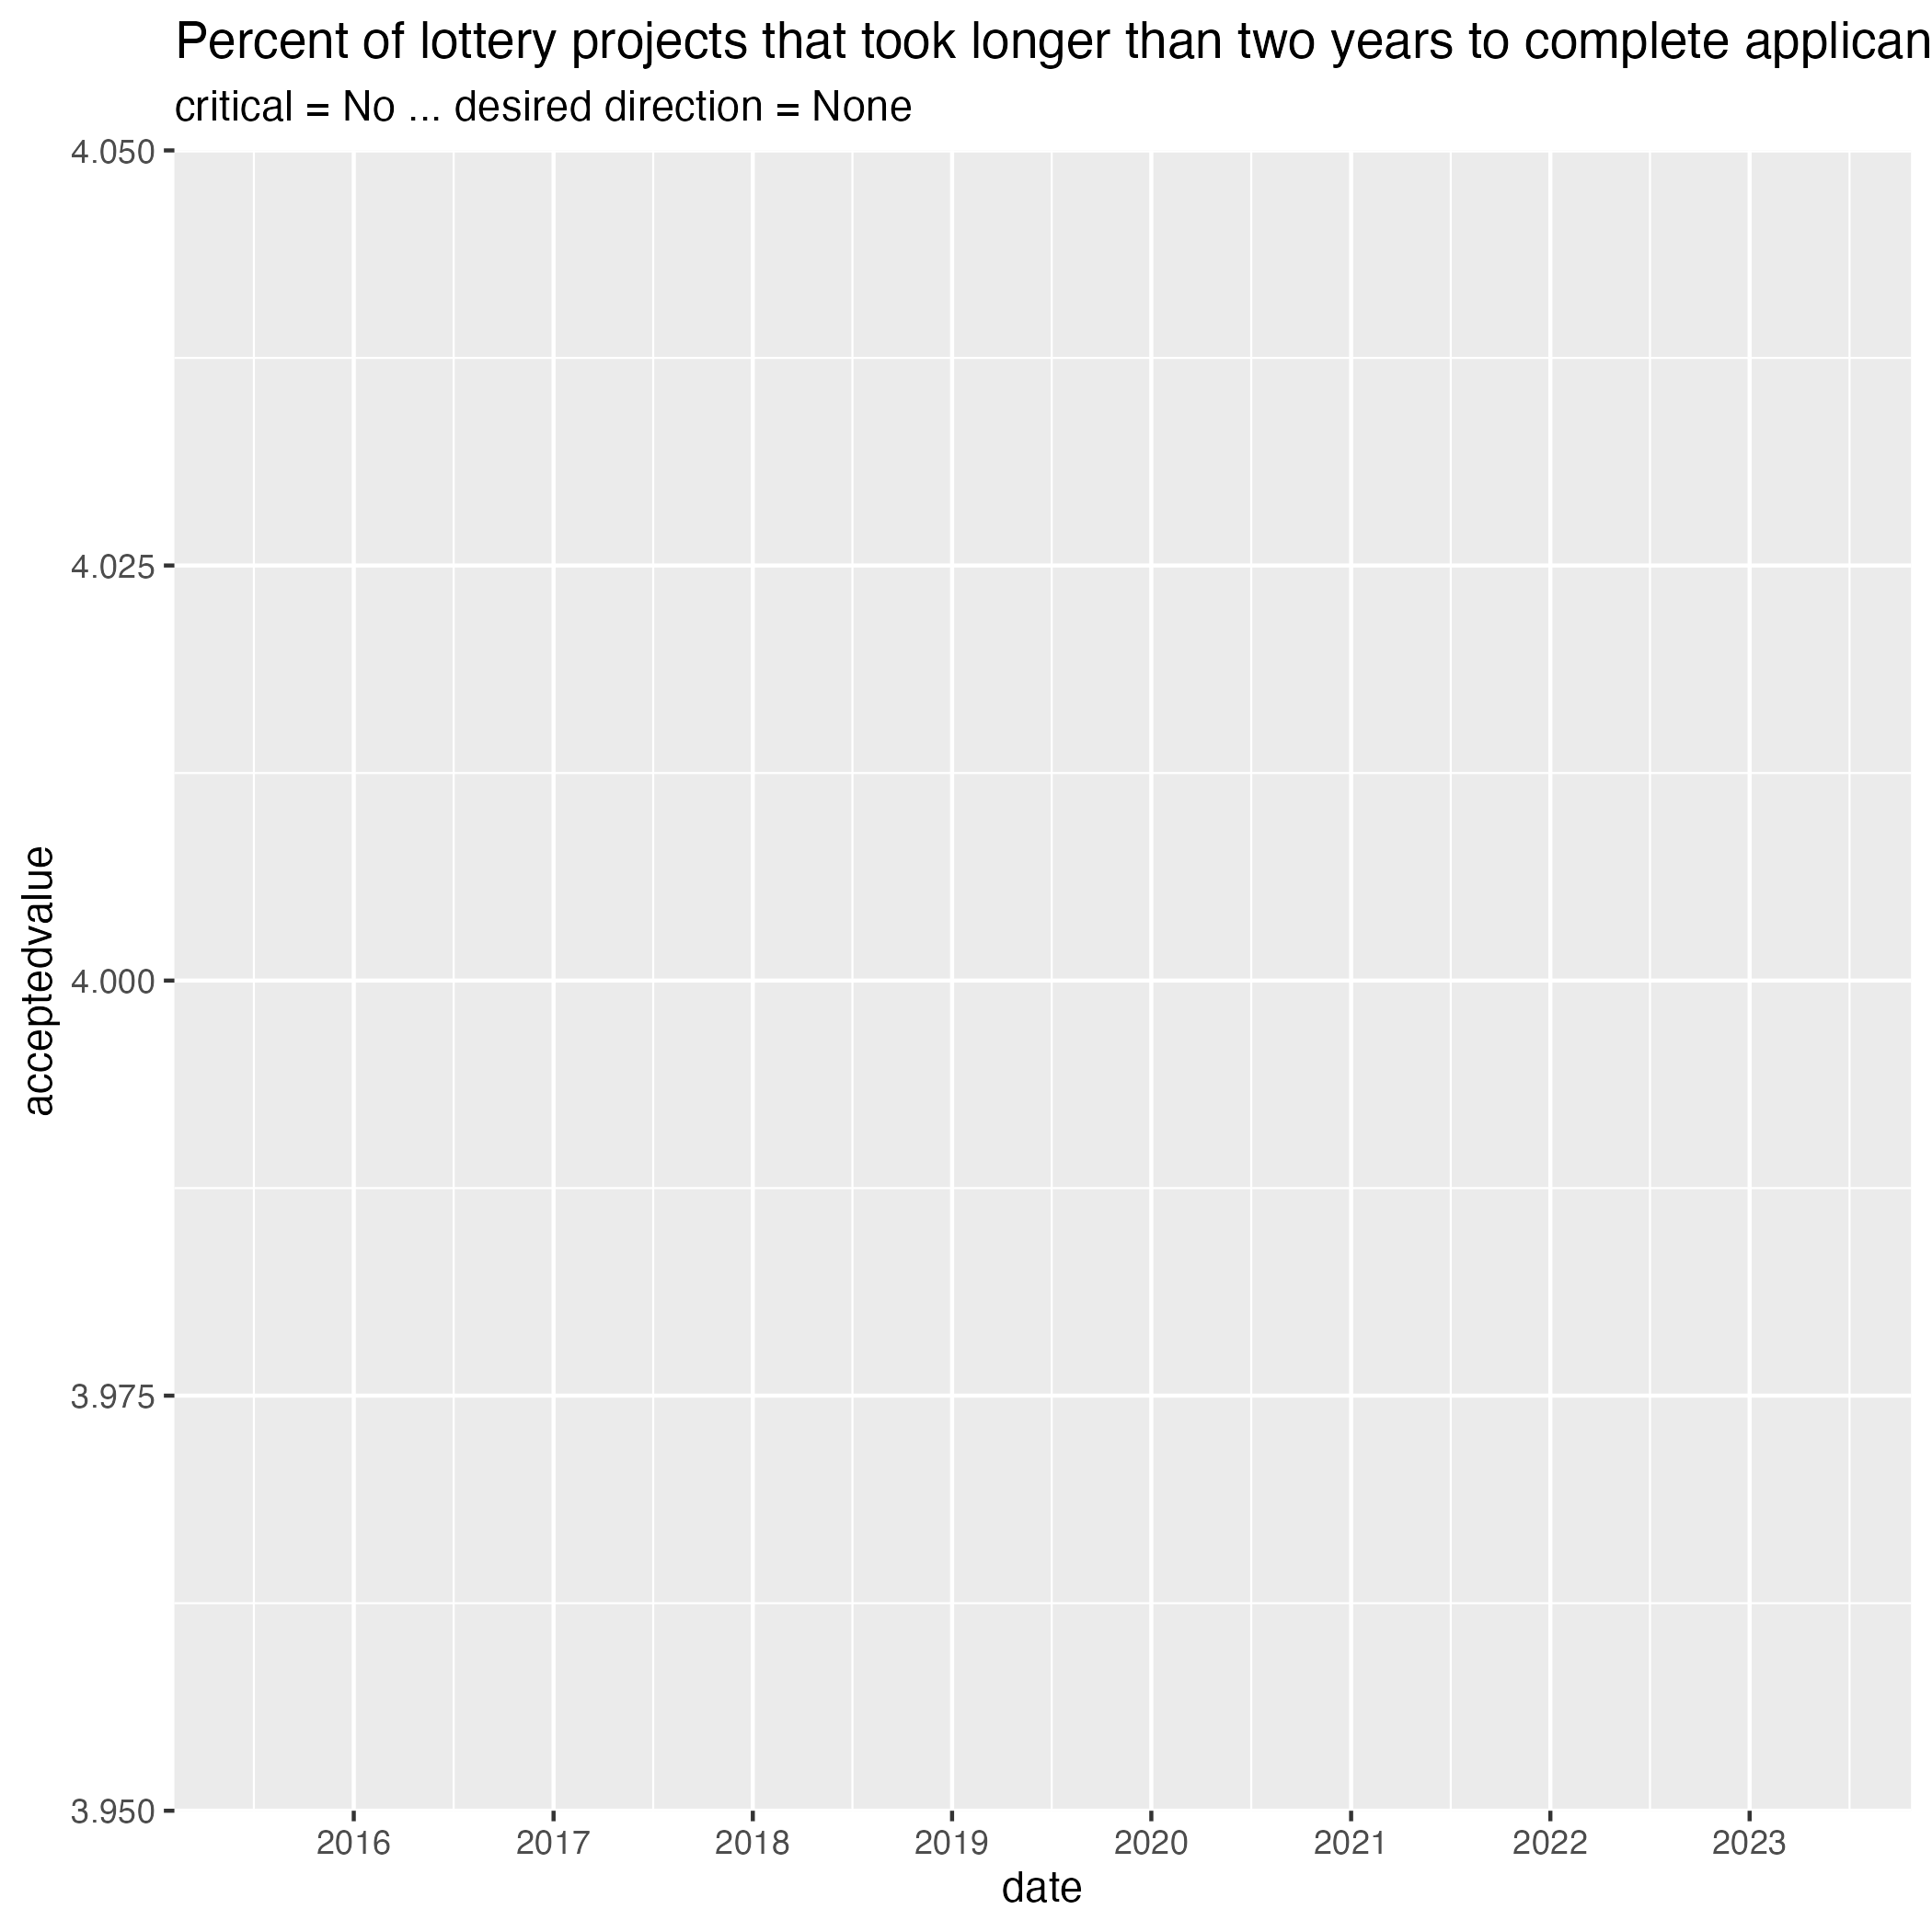 Percent of lottery projects that took longer than two years to complete applican
critical = No ... desired direction = None
4.050
4.025
4.000
3.975
3.950
acceptedvalue
2016 2017 2018 2019 2020 2021 2022 2023
date